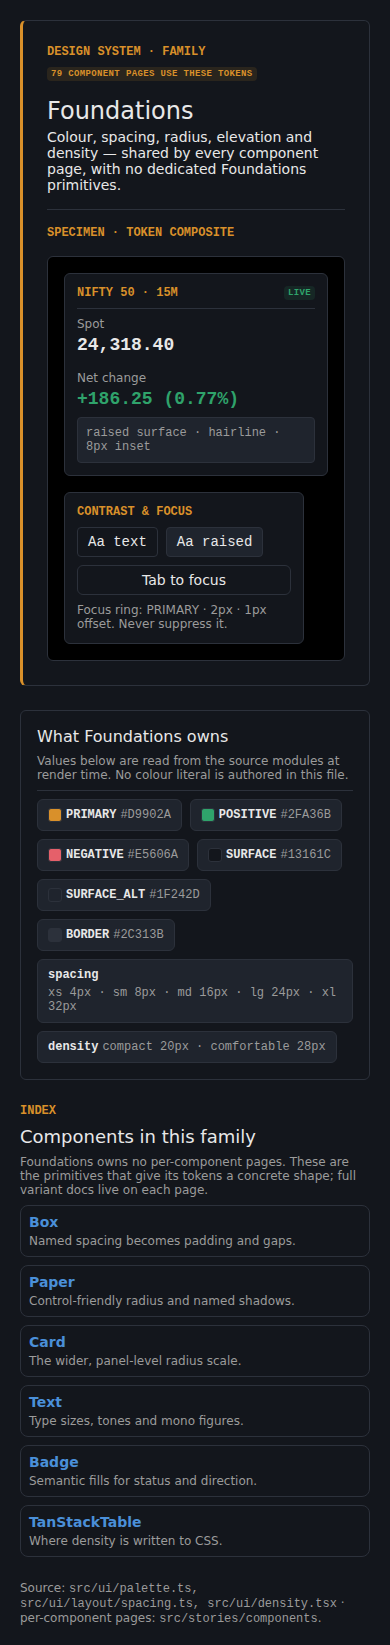 DESIGN SYSTEM · FAMILY
79 COMPONENT PAGES USE THESE TOKENS
Foundations
Colour, spacing, radius, elevation and
density — shared by every component
page, with no dedicated Foundations
primitives.
SPECIMEN · TOKEN COMPOSITE
NIFTY 50 · 15M LIVE
Spot
24,318.40
Net change
+186.25 (0.77%)
raised surface · hairline ·
8px inset
CONTRAST & FOCUS
Aa text Aa raised
Tab to focus
Focus ring: PRIMARY · 2px · 1px
offset. Never suppress it.
What Foundations owns
Values below are read from the source modules at
render time. No colour literal is authored in this file.
PRIMARY #D9902A POSITIVE #2FA36B
NEGATIVE #E5606A SURFACE #13161C
SURFACE_ALT #1F242D
BORDER #2C313B
spacing
xs 4px · sm 8px · md 16px · lg 24px · xl
32px
density compact 20px · comfortable 28px
INDEX
Components in this family
Foundations owns no per-component pages. These are
the primitives that give its tokens a concrete shape; full
variant docs live on each page.
Box
Named spacing becomes padding and gaps.
Paper
Control-friendly radius and named shadows.
Card
The wider, panel-level radius scale.
Text
Type sizes, tones and mono figures.
Badge
Semantic fills for status and direction.
TanStackTable
Where density is written to CSS.
Source: src/ui/palette.ts,
src/ui/layout/spacing.ts, src/ui/density.tsx ·
per-component pages: src/stories/components.